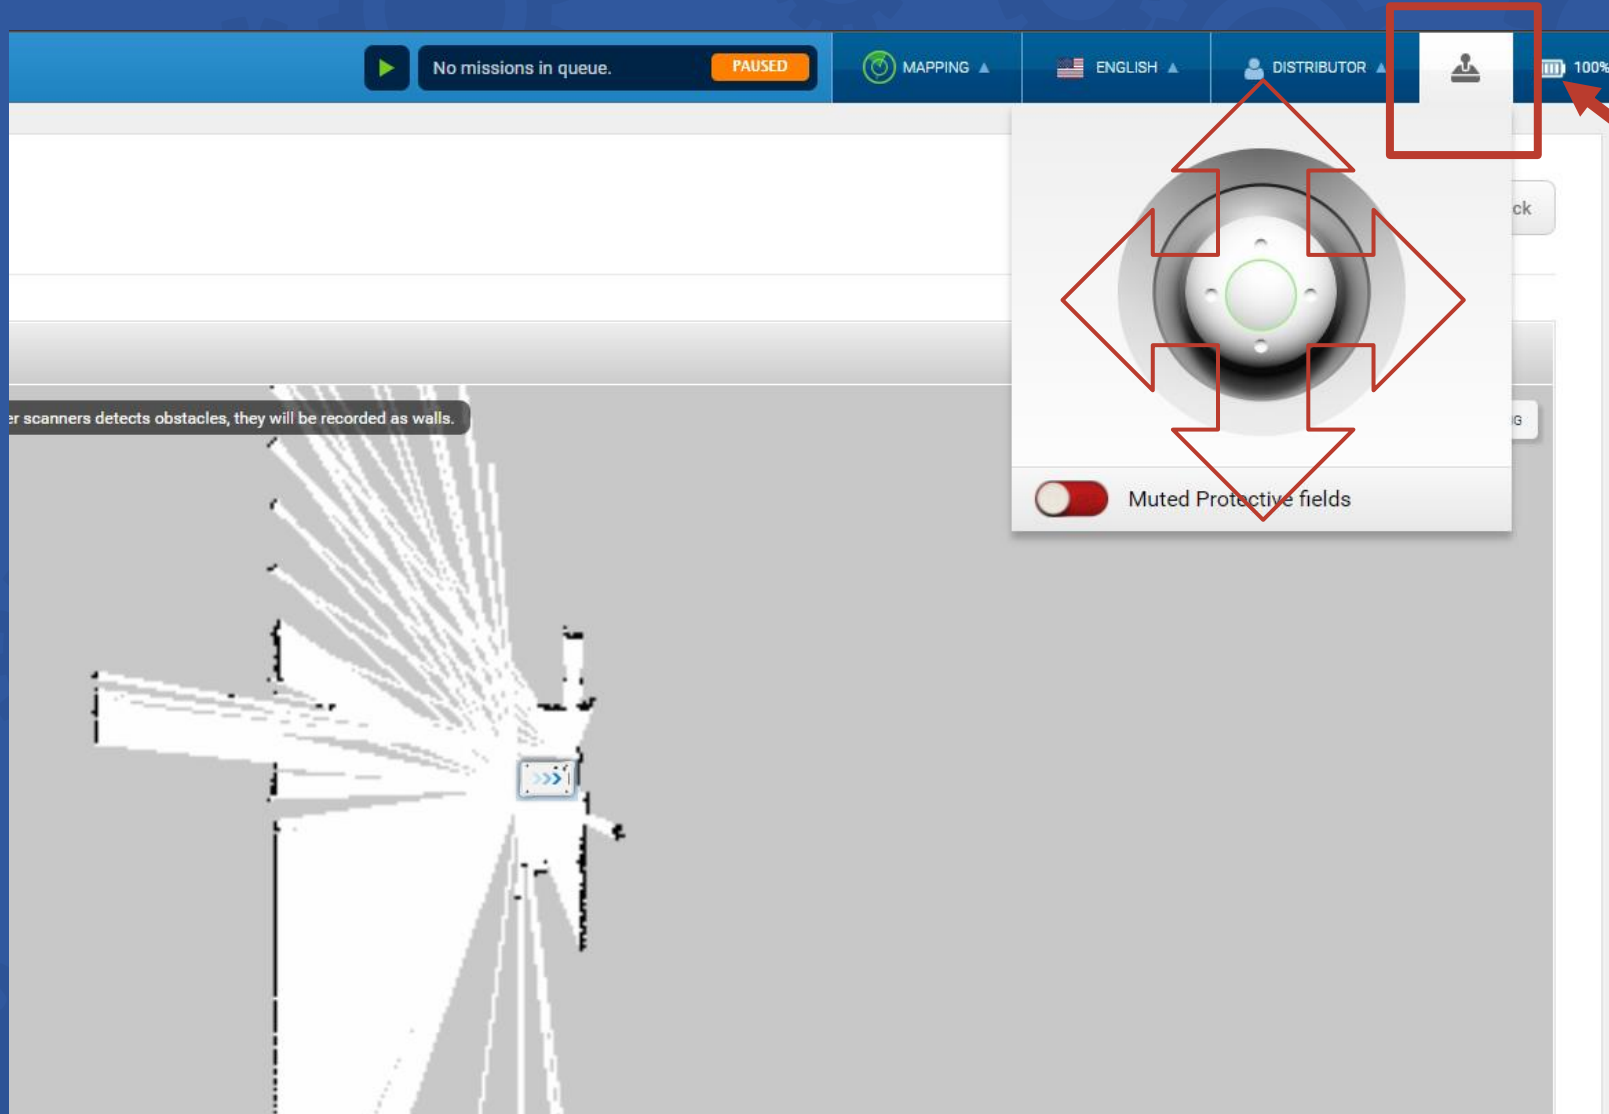 No missions in queue.
PAUSED
MAPPING
ENGLISH
DISTRIBUTOR
100%
ck
er scanners detects obstacles, they will be recorded as walls.
G
Muted Protective fields